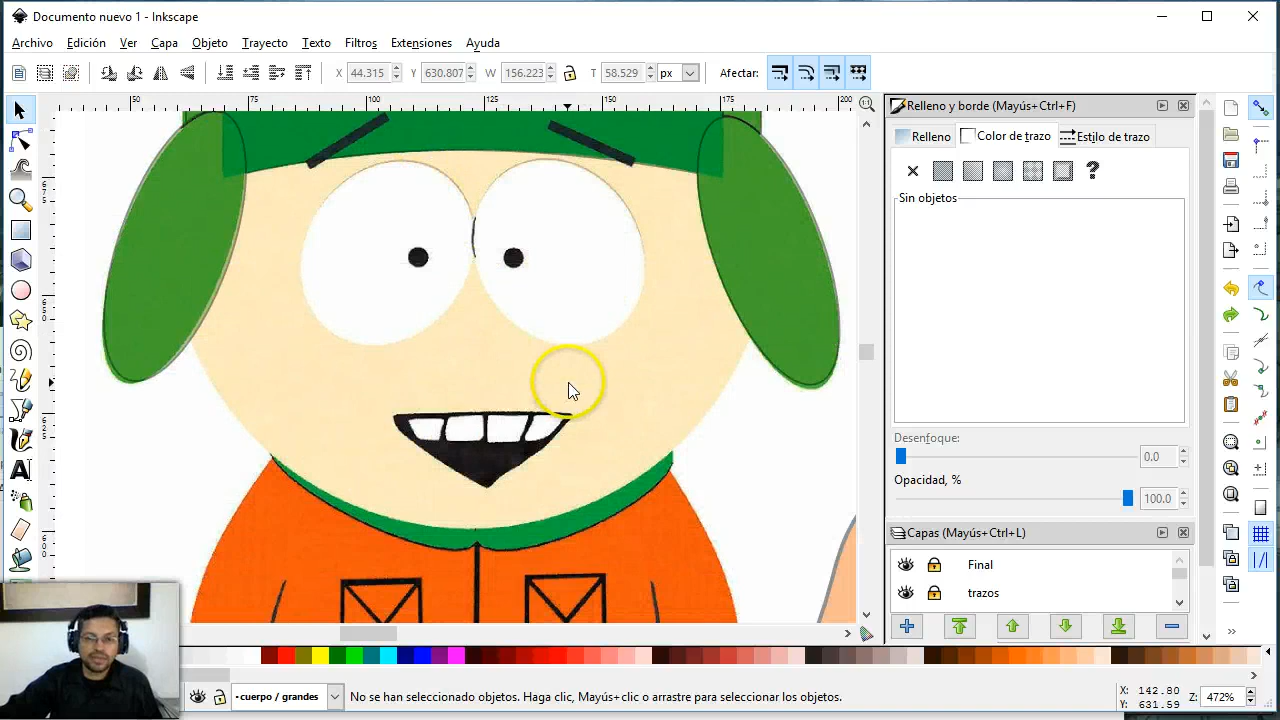 Documento nuevo 1 - Inkscape
Archivo Edición Ver Capa Objeto Trayecto Texto Filtros Extensiones Ayuda
X 44.315 Y 630.807 W 156.223 T 58.529 px Afectar:
50 75 100 125 150 175 200
Relleno y borde (Mayús+Ctrl+F)
Relleno Color de trazo Estilo de trazo
?
Sin objetos
Desenfoque:
0.0
Opacidad, %
100.0
Capas (Mayús+Ctrl+L)
Final
trazos
A
•cuerpo / grandes No se han seleccionado objetos. Haga clic, Mayús+clic o arrastre para seleccionar los objetos.
X: 142.80
Y: 631.59
Z: 472%